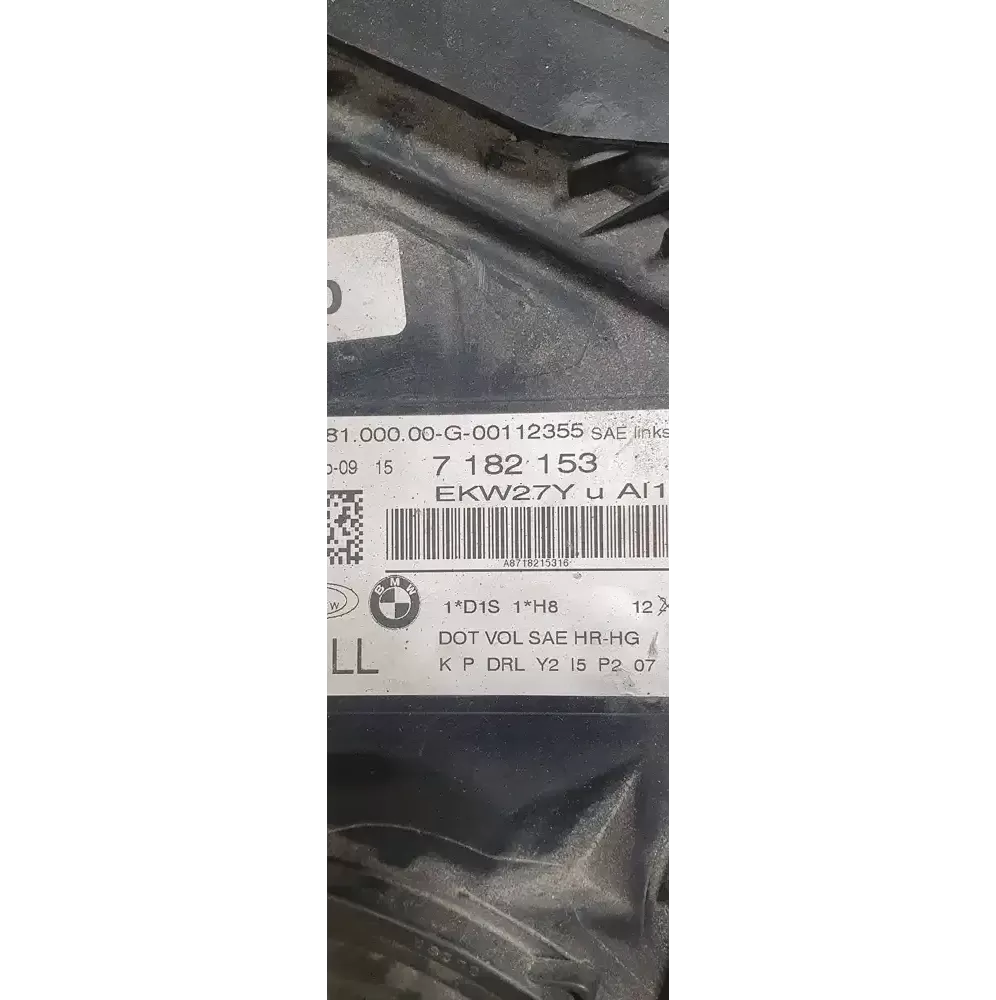 81.000.00-G-00112355 SAE links
-09 15 7 182 153
EKW27Y u AI1
A8718215316
BMW
1*D1S 1*H8 12
DOT VOL SAE HR-HG
LL
K P DRL Y2 I5 P2 07